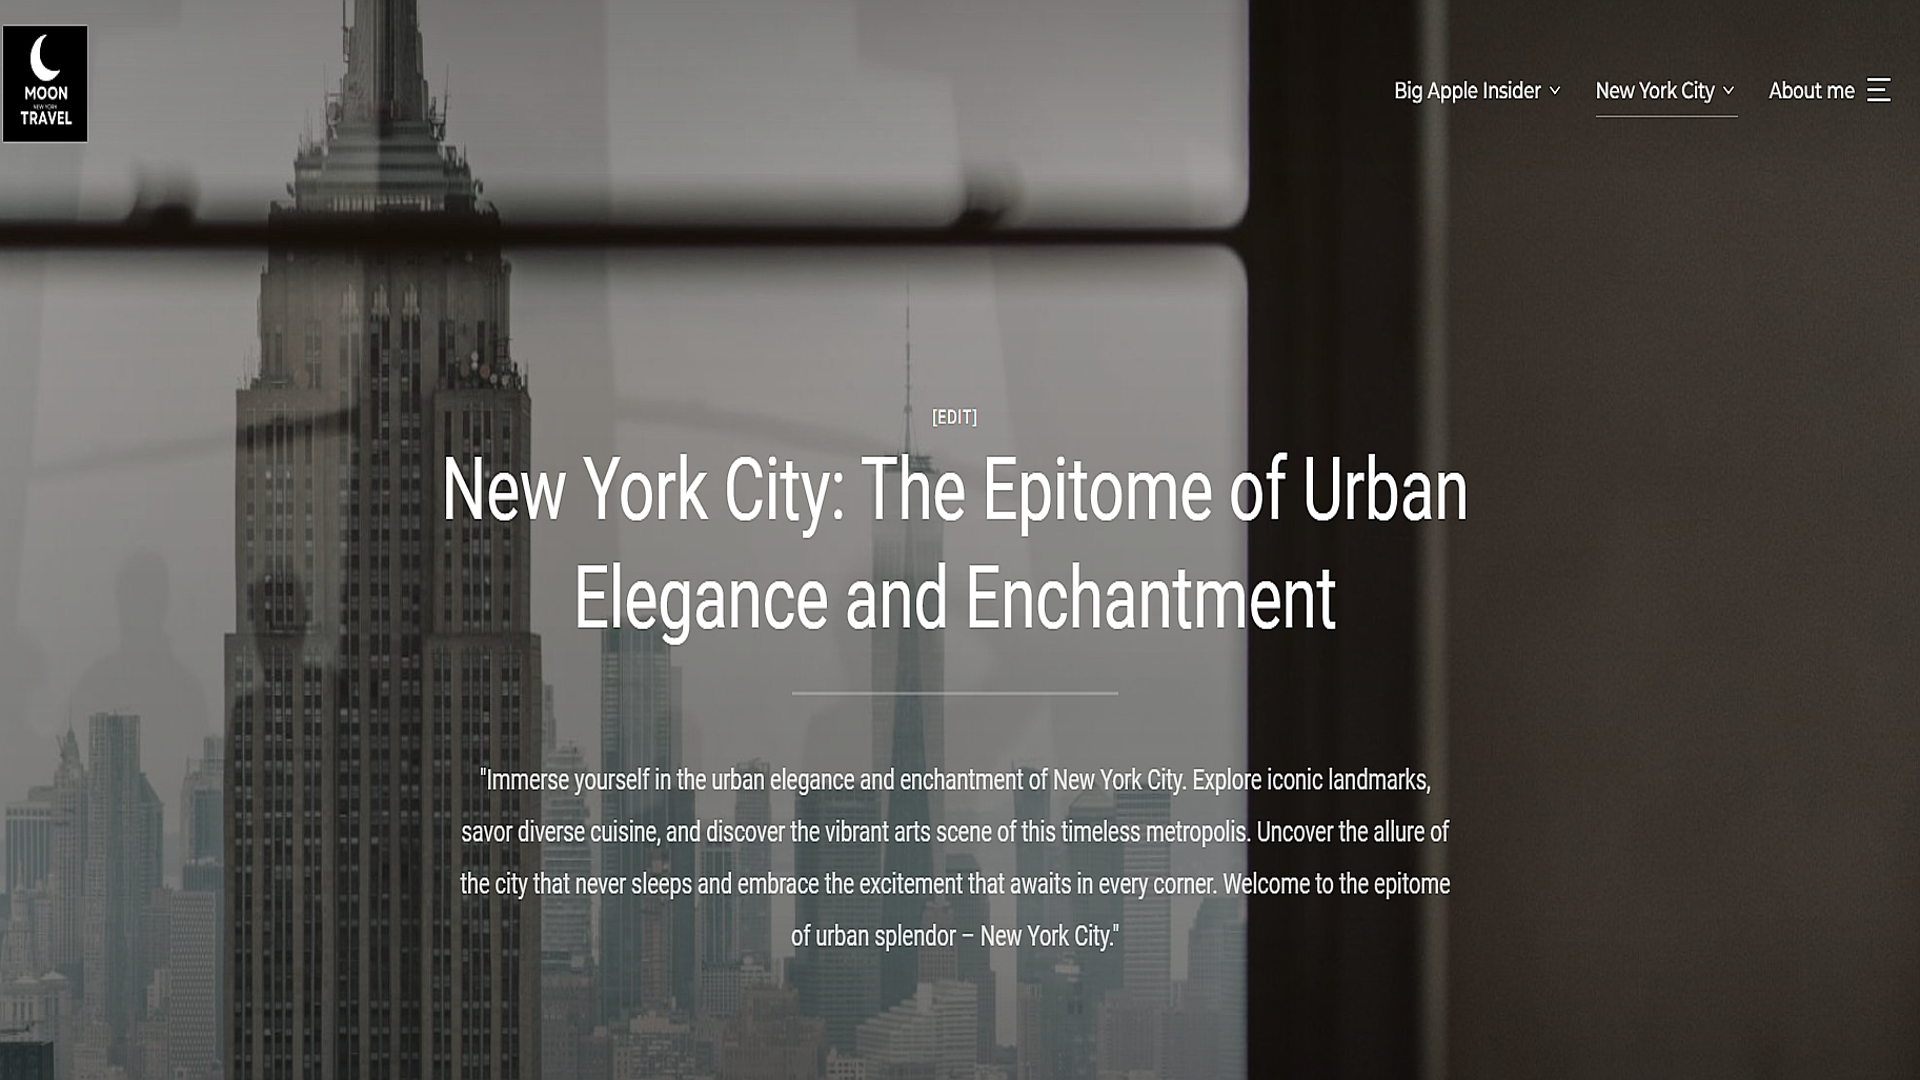 MOON
NEW YORK
TRAVEL
Big Apple Insider
New York City
About me
[EDIT]
New York City: The Epitome of Urban
Elegance and Enchantment
"Immerse yourself in the urban elegance and enchantment of New York City. Explore iconic landmarks,
savor diverse cuisine, and discover the vibrant arts scene of this timeless metropolis. Uncover the allure of
the city that never sleeps and embrace the excitement that awaits in every corner. Welcome to the epitome
of urban splendor – New York City."